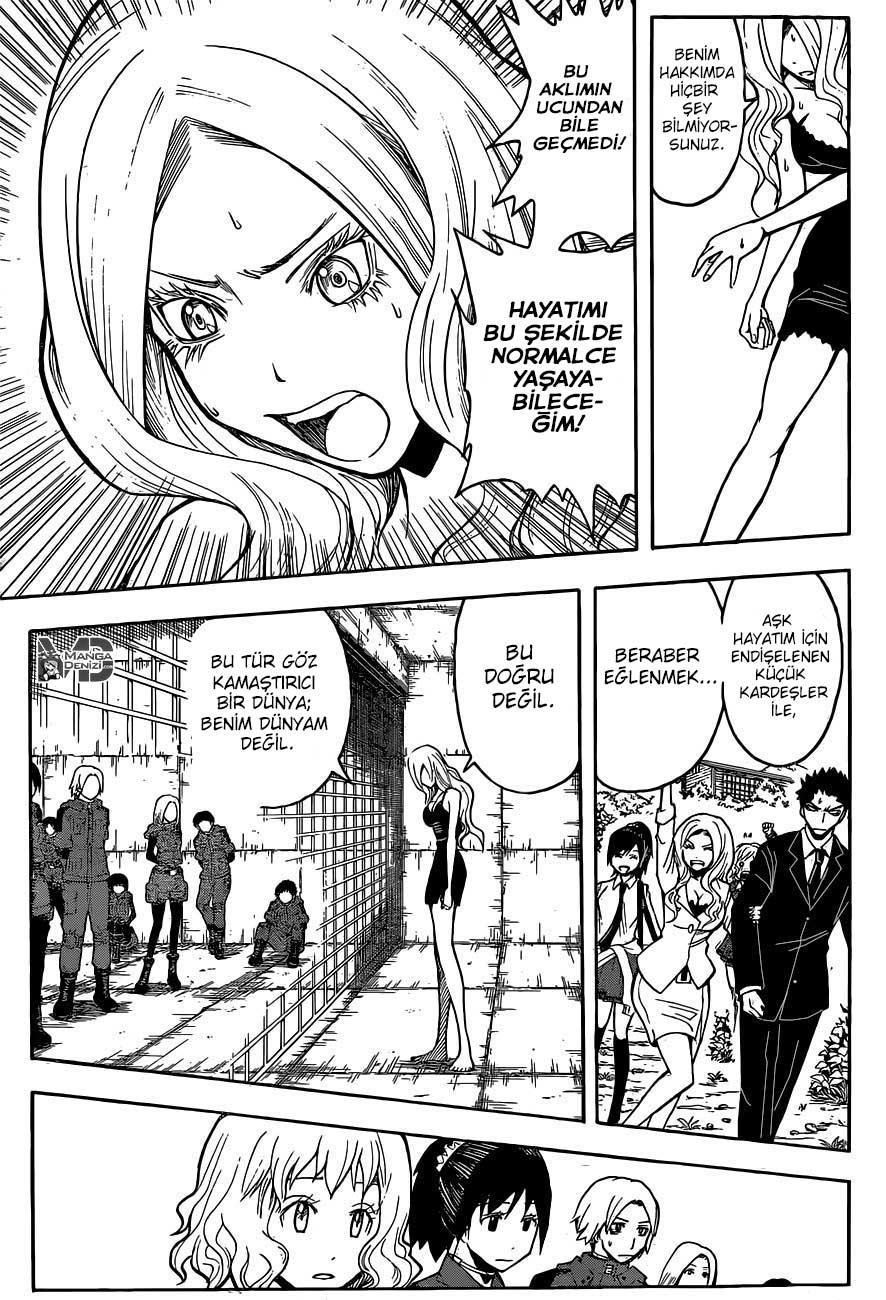 BENİM
HAKKIMDA
HİÇBİR
ŞEY
BİLMİYOR-
SUNUZ.
BU
AKLIMIN
UCUNDAN
BİLE
GEÇMEDİ!
HAYATIMI
BU ŞEKİLDE
NORMALCE
YAŞAYA-
BİLECE-
ĞİM!
AŞK
HAYATIM İÇİN
ENDİŞELENEN
KÜÇÜK
KARDEŞLER
İLE,
BERABER
EĞLENMEK...
BU
DOĞRU
DEĞİL.
BU TÜR GÖZ
KAMAŞTIRICI
BİR DÜNYA;
BENİM DÜNYAM
DEĞİL.
MD
MANGA
DENİZİ